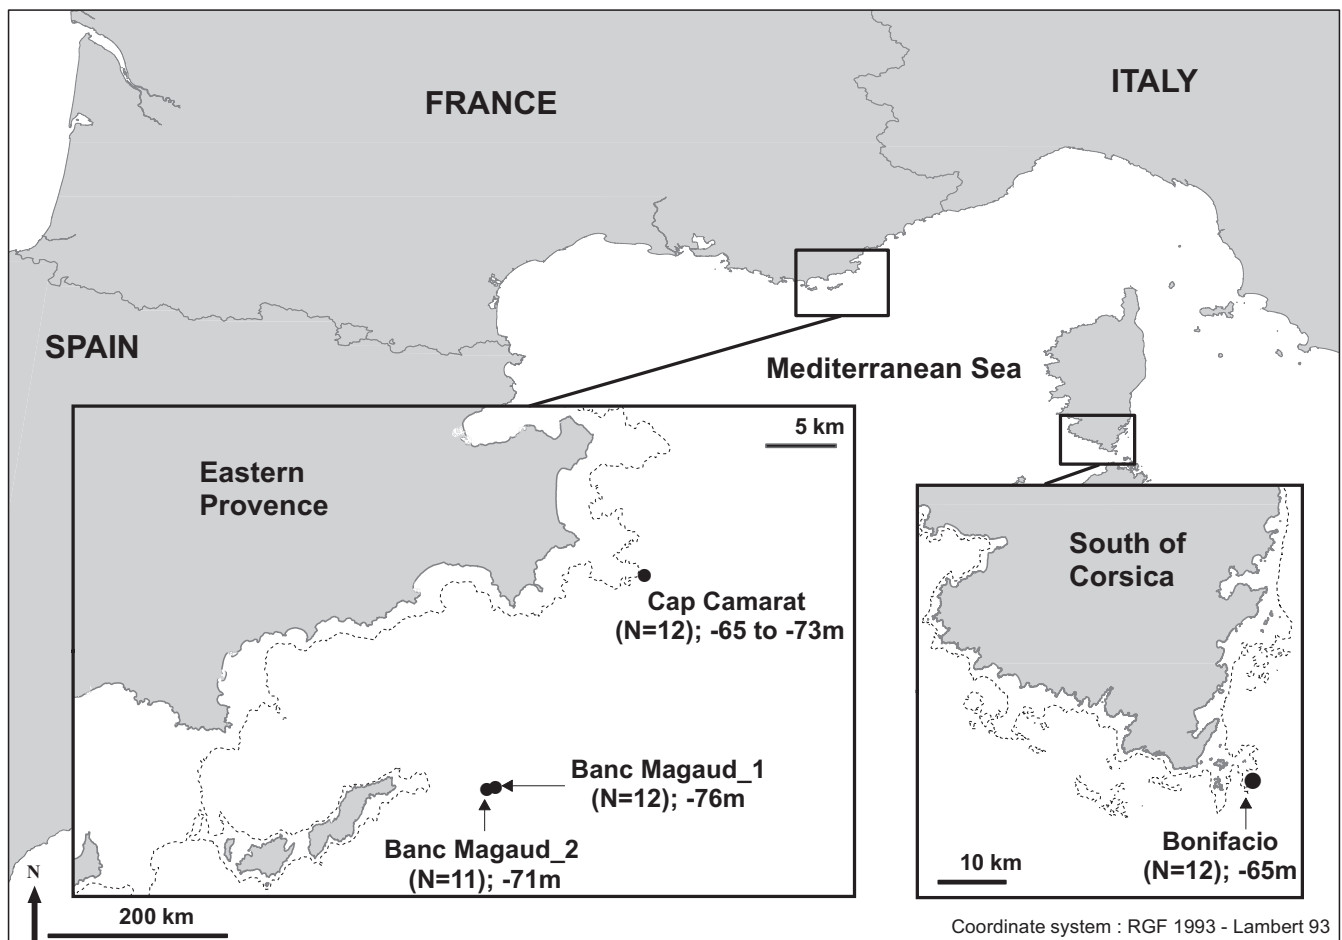 FRANCE
ITALY
SPAIN
Mediterranean Sea
5 km
Eastern
Provence
Cap Camarat
(N=12); -65 to -73m
Banc Magaud_1
(N=12); -76m
Banc Magaud_2
(N=11); -71m
South of
Corsica
Bonifacio
(N=12); -65m
10 km
N
200 km
Coordinate system : RGF 1993 - Lambert 93